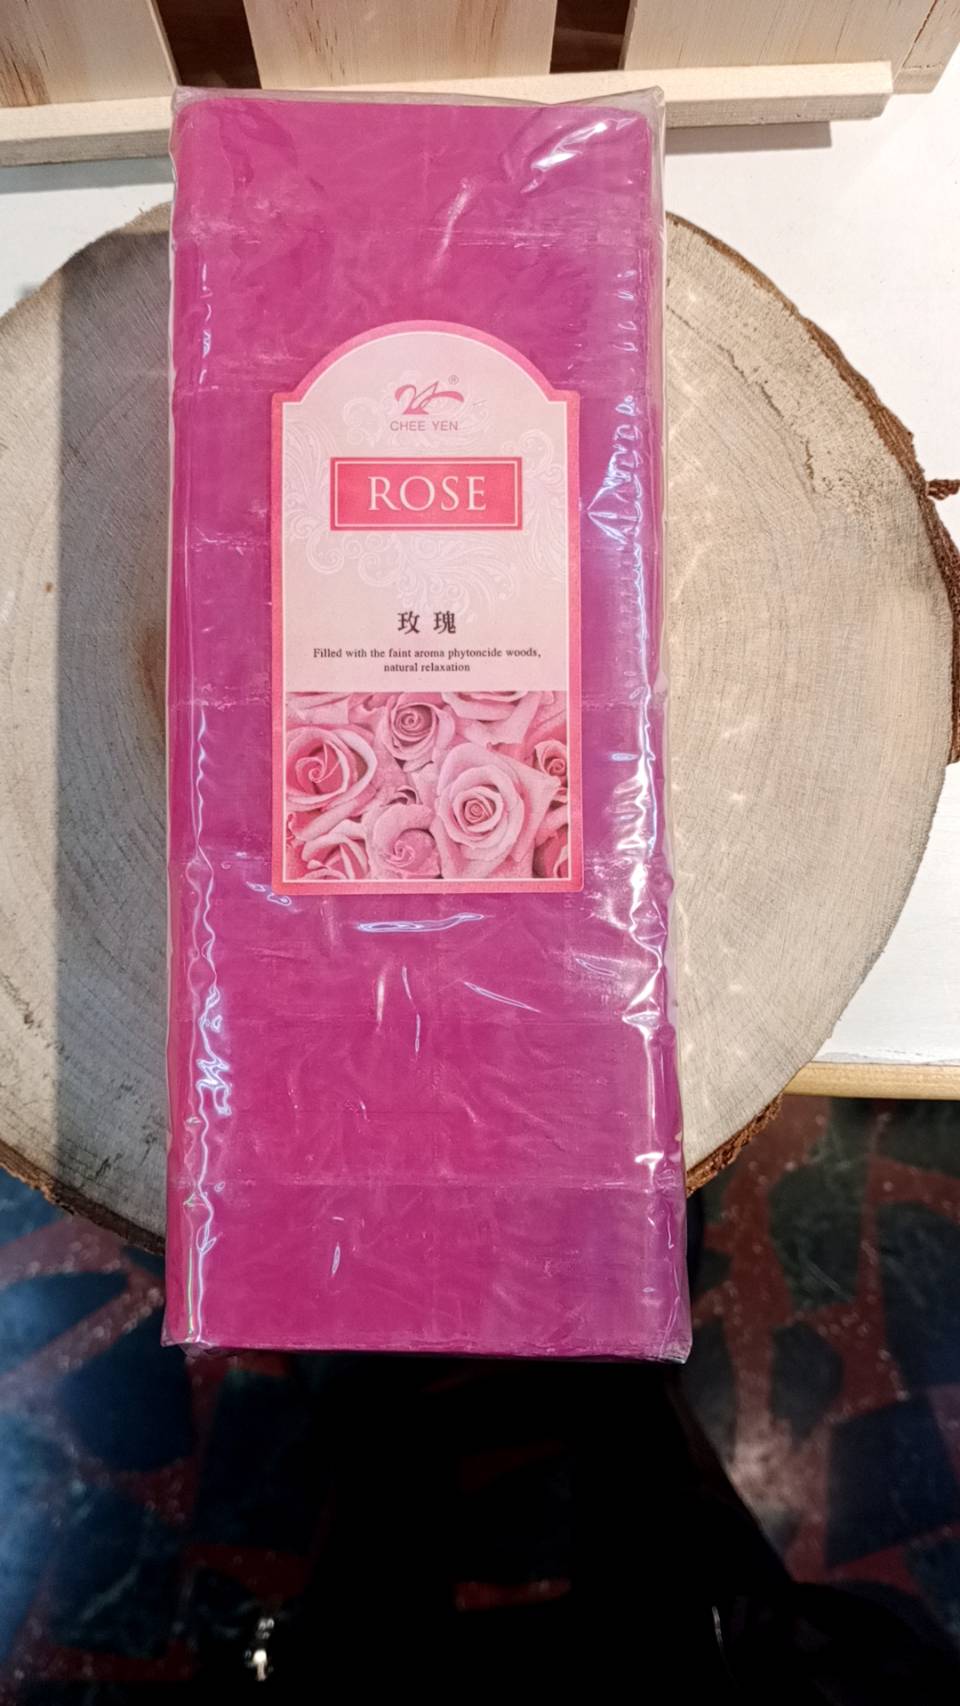 ®
CHEE YEN
ROSE
玫瑰
Filled with the faint aroma phytoncide woods,
natural relaxation